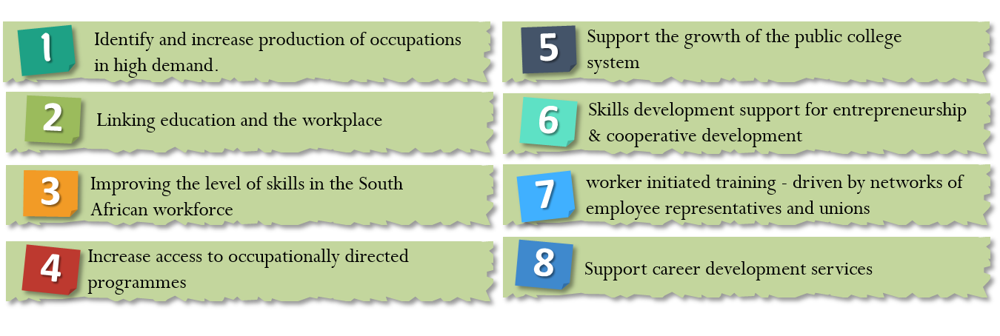 1
Identify and increase production of occupations
in high demand.
2
Linking education and the workplace
3
Improving the level of skills in the South
African workforce
4
Increase access to occupationally directed
programmes
5
Support the growth of the public college
system
6
Skills development support for entrepreneurship
& cooperative development
7
worker initiated training - driven by networks of
employee representatives and unions
8
Support career development services